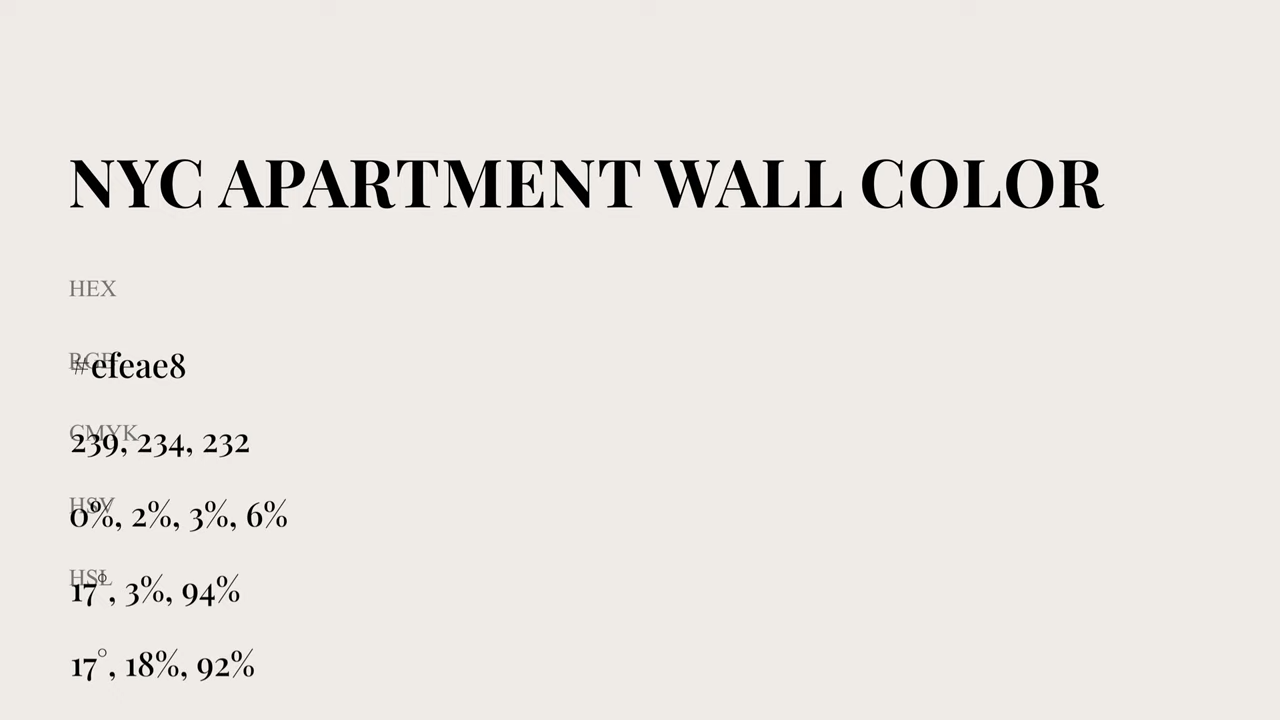 NYC APARTMENT WALL COLOR
HEX
RGB
#efeae8
CMYK
239, 234, 232
HSV
0%, 2%, 3%, 6%
HSL
17°, 3%, 94%
17°, 18%, 92%